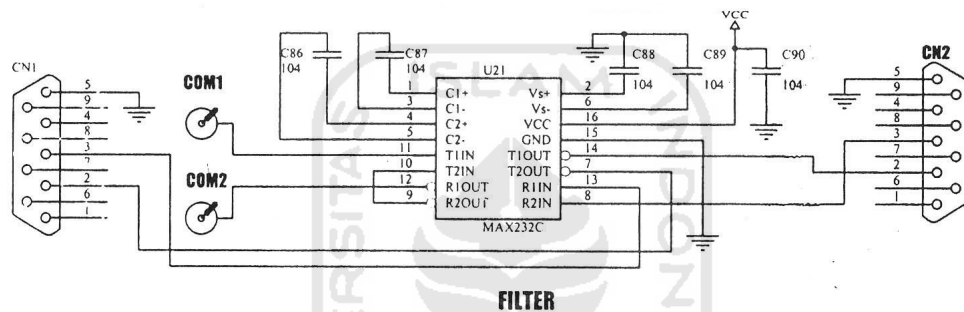 VCC
C86
104
C87
104
C88
104
C89
104
C90
104
CN1
5
9
4
8
3
7
2
6
1
COM1
COM2
U21
1 C1+
3 C1-
4 C2+
5 C2-
11 T1IN
10 T2IN
12 R1OUT
9 R2OUT
Vs+ 2
Vs- 6
VCC 16
GND 15
T1OUT 14
T2OUT 7
R1IN 13
R2IN 8
MAX232C
CN2
5
9
4
8
3
7
2
6
1
FILTER
ISLAM